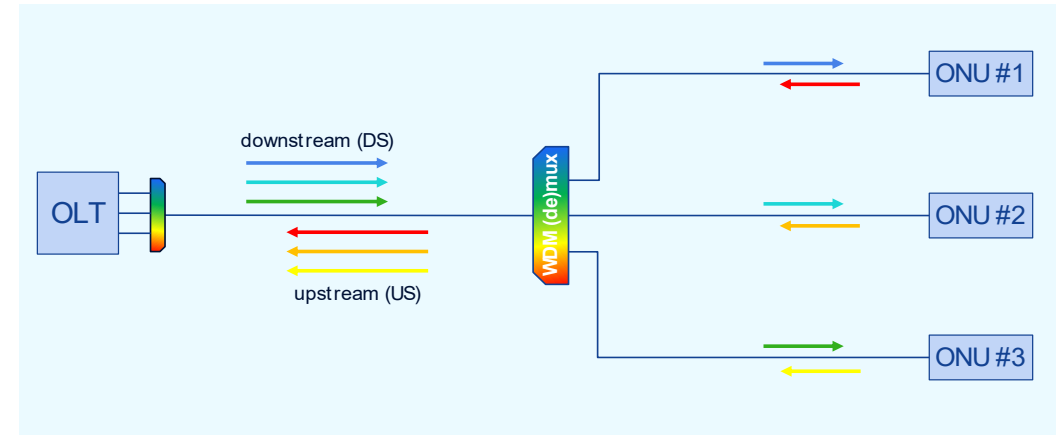 downstream (DS)
OLT
upstream (US)
WDM (de)mux
ONU #1
ONU #2
ONU #3